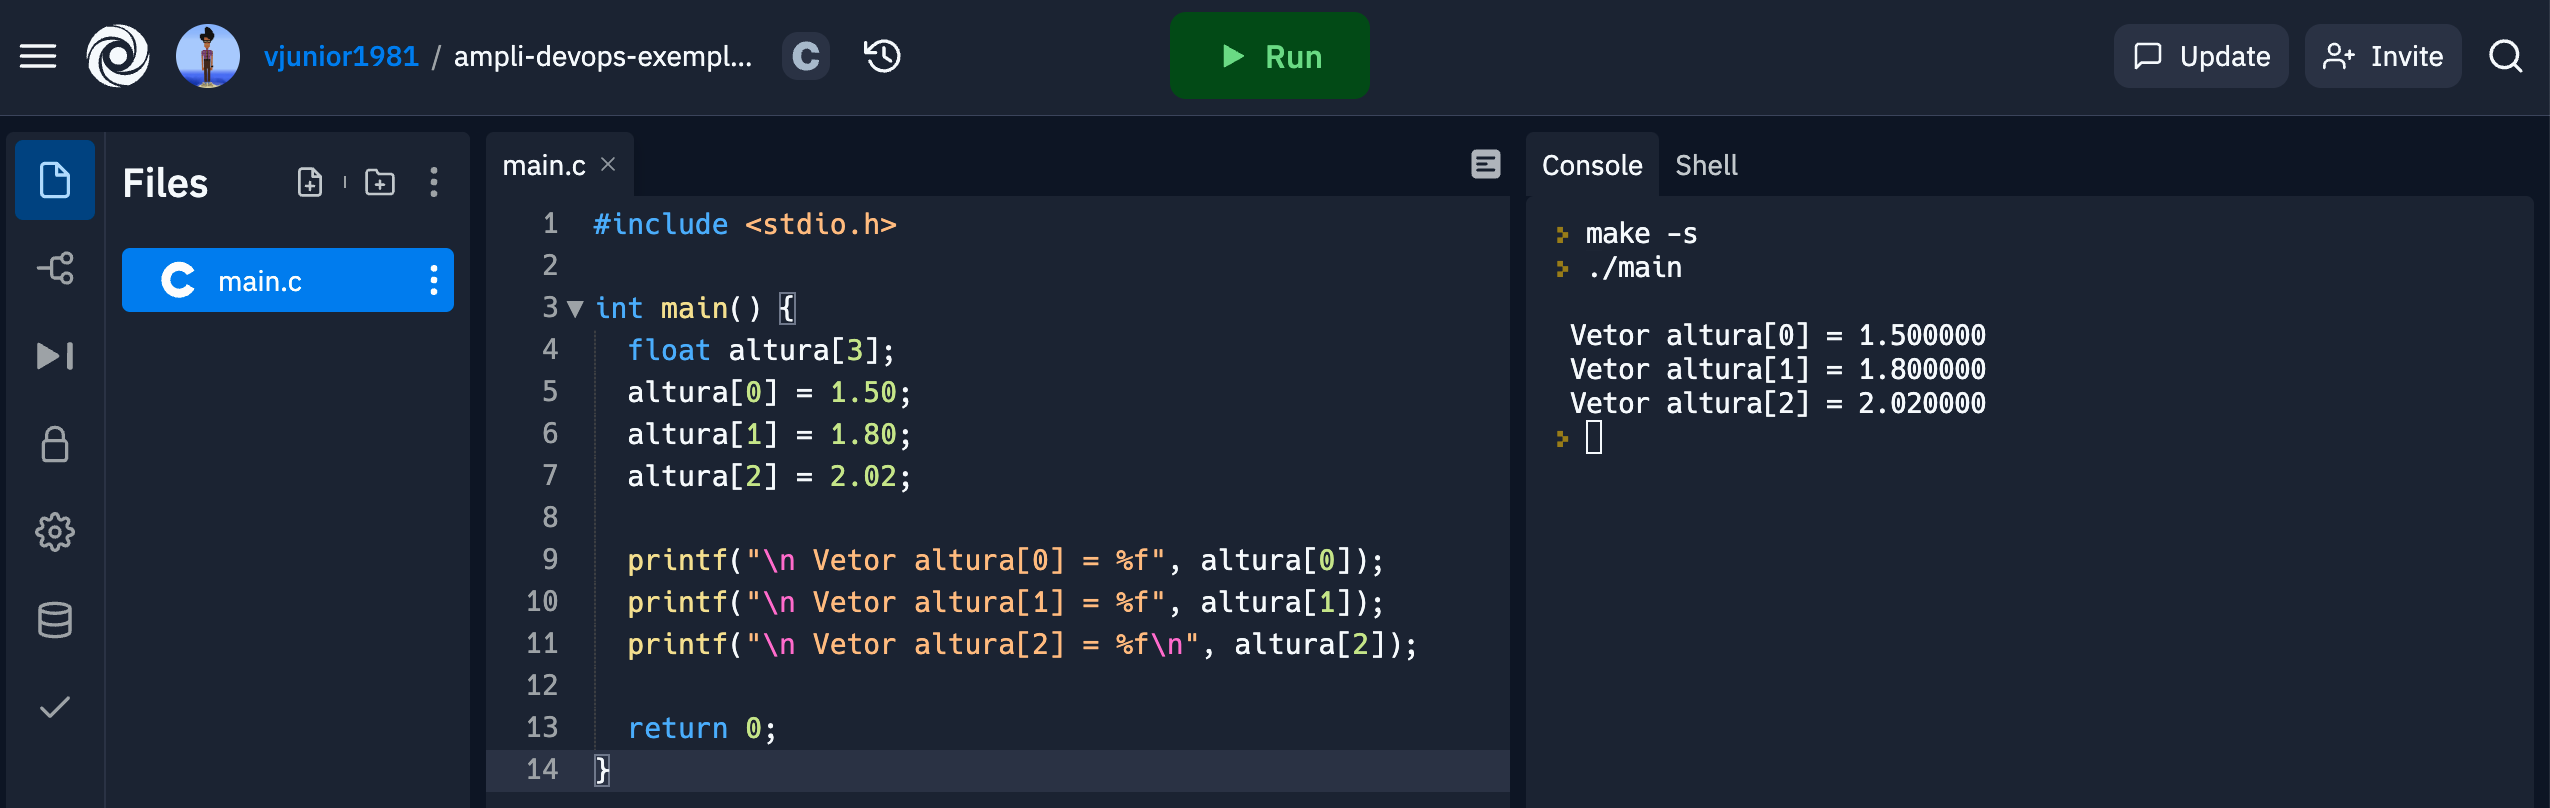 vjunior1981 / ampli-devops-exempl... C
Run
Update
Invite
Files
main.c
main.c
1 #include <stdio.h>
2
3 int main() {
4 float altura[3];
5 altura[0] = 1.50;
6 altura[1] = 1.80;
7 altura[2] = 2.02;
8
9 printf("\n Vetor altura[0] = %f", altura[0]);
10 printf("\n Vetor altura[1] = %f", altura[1]);
11 printf("\n Vetor altura[2] = %f\n", altura[2]);
12
13 return 0;
14 }
Console Shell
make -s
./main
Vetor altura[0] = 1.500000
Vetor altura[1] = 1.800000
Vetor altura[2] = 2.020000